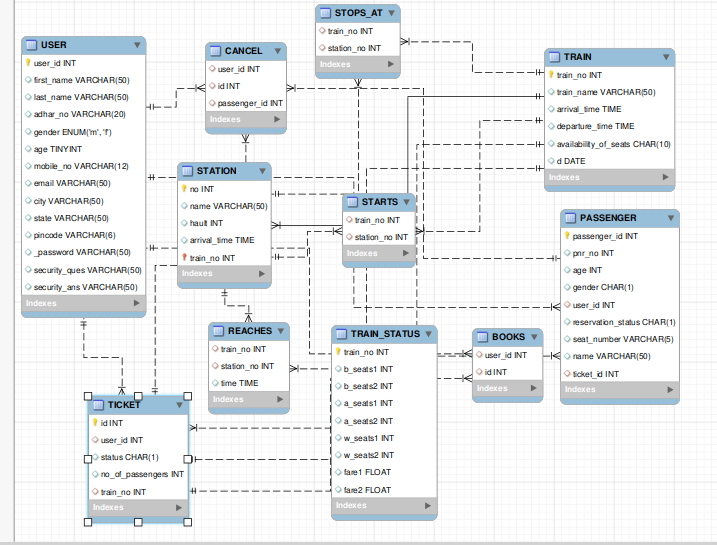 USER
user_id INT
first_name VARCHAR(50)
last_name VARCHAR(50)
adhar_no VARCHAR(20)
gender ENUM('m', 'f')
age TINYINT
mobile_no VARCHAR(12)
email VARCHAR(50)
city VARCHAR(50)
state VARCHAR(50)
pincode VARCHAR(6)
_password VARCHAR(50)
security_ques VARCHAR(50)
security_ans VARCHAR(50)
Indexes
CANCEL
user_id INT
id INT
passenger_id INT
Indexes
STOPS_AT
train_no INT
station_no INT
Indexes
TRAIN
train_no INT
train_name VARCHAR(50)
arrival_time TIME
departure_time TIME
availability_of_seats CHAR(10)
d DATE
Indexes
STATION
no INT
name VARCHAR(50)
hault INT
arrival_time TIME
train_no INT
Indexes
STARTS
train_no INT
station_no INT
Indexes
PASSENGER
passenger_id INT
pnr_no INT
age INT
gender CHAR(1)
user_id INT
reservation_status CHAR(1)
seat_number VARCHAR(5)
name VARCHAR(50)
ticket_id INT
Indexes
REACHES
train_no INT
station_no INT
time TIME
Indexes
TRAIN_STATUS
train_no INT
b_seats1 INT
b_seats2 INT
a_seats1 INT
a_seats2 INT
w_seats1 INT
w_seats2 INT
fare1 FLOAT
fare2 FLOAT
Indexes
BOOKS
user_id INT
id INT
Indexes
TICKET
id INT
user_id INT
status CHAR(1)
no_of_passengers INT
train_no INT
Indexes